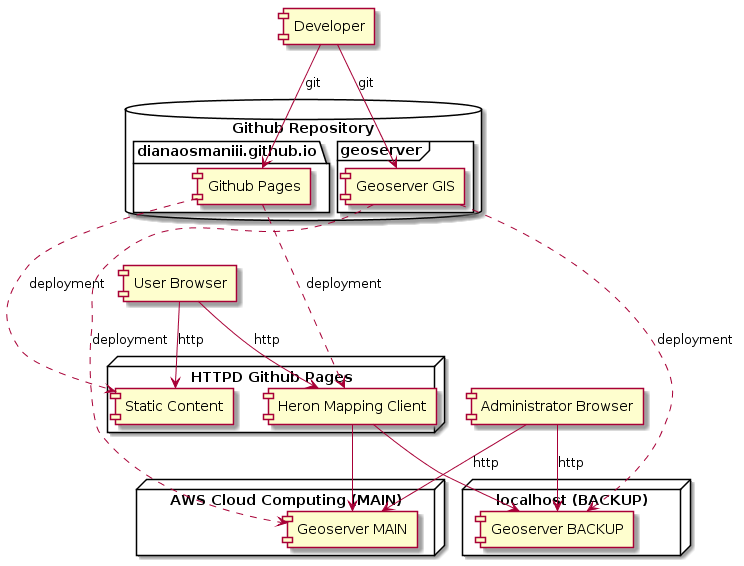 Developer
git
git
Github Repository
dianaosmaniii.github.io
geoserver
Github Pages
Geoserver GIS
deployment
User Browser
deployment
deployment
http
http
deployment
HTTPD Github Pages
Static Content
Heron Mapping Client
Administrator Browser
http
http
AWS Cloud Computing (MAIN)
localhost (BACKUP)
Geoserver MAIN
Geoserver BACKUP